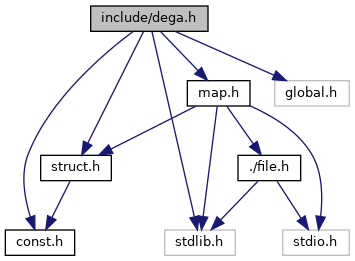 include/dega.h
map.h
global.h
struct.h
./file.h
const.h
stdlib.h
stdio.h